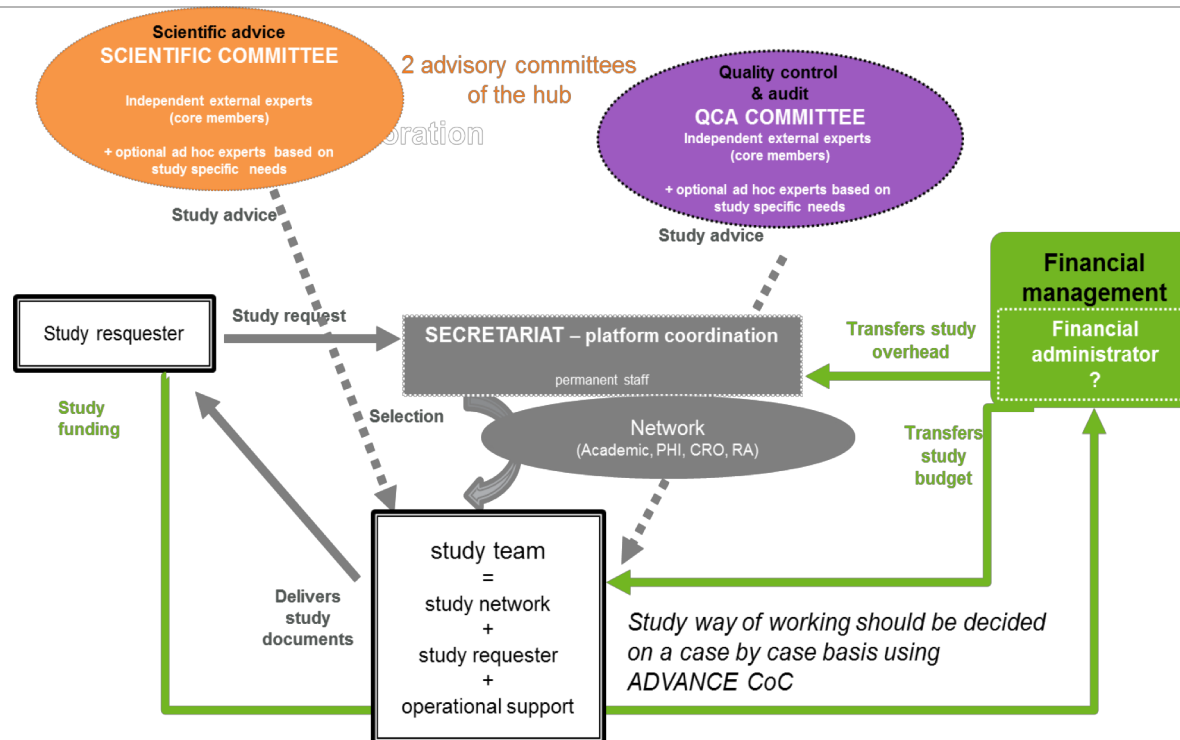 Scientific advice
SCIENTIFIC COMMITTEE
Independent external experts
(core members)
+ optional ad hoc experts based on
study specific needs
2 advisory committees
of the hub
oration
Quality control
& audit
QCA COMMITTEE
Independent external experts
(core members)
+ optional ad hoc experts based on
study specific needs
Study advice
Study advice
Financial
management
Financial
administrator
?
Study resquester
Study request
SECRETARIAT – platform coordination
permanent staff
Transfers study
overhead
Study
funding
Selection
Network
(Academic, PHI, CRO, RA)
Transfers
study
budget
study team
=
study network
+
study requester
+
operational support
Delivers
study
documents
Study way of working should be decided
on a case by case basis using
ADVANCE CoC